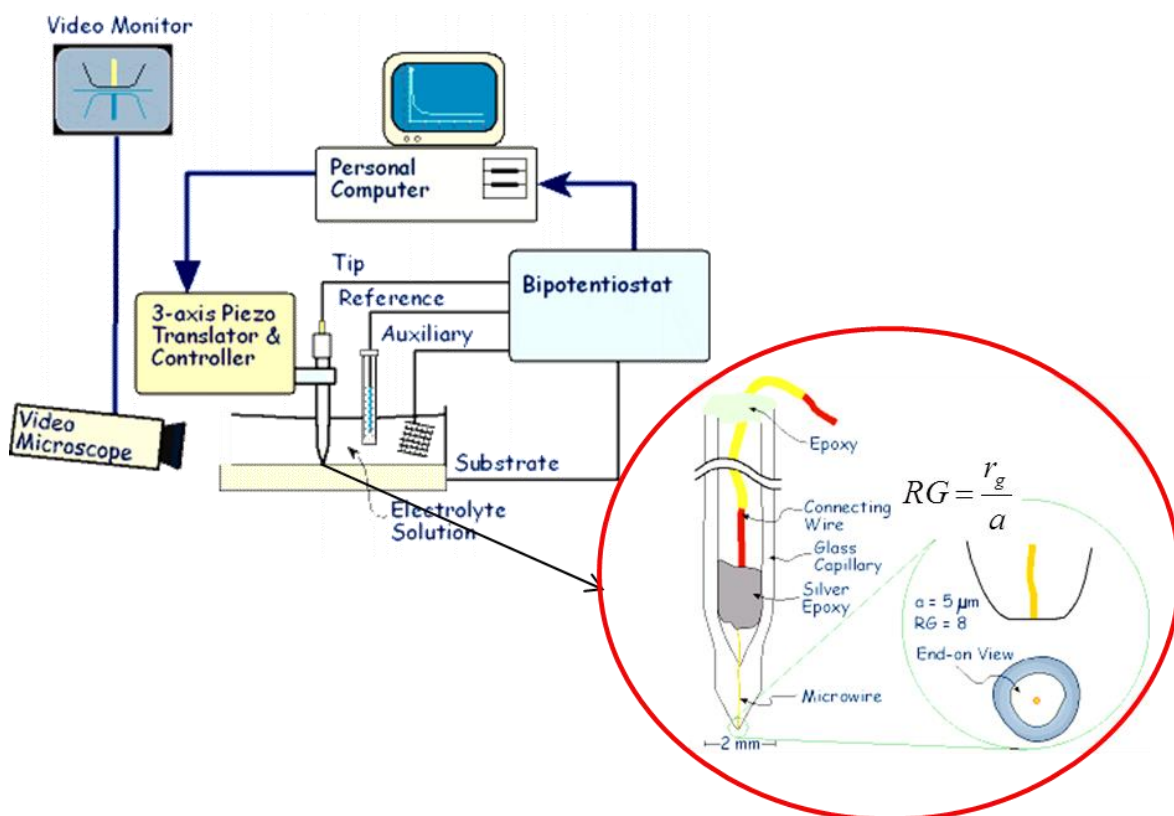 Video Monitor
Personal
Computer
Tip
Reference
Auxiliary
Bipotentiostat
3-axis Piezo
Translator &
Controller
Video
Microscope
Substrate
Electrolyte
Solution
Epoxy
Connecting
Wire
Glass
Capillary
Silver
Epoxy
Microwire
2 mm
RG = r_g / a
a = 5 µm
RG = 8
End-on View